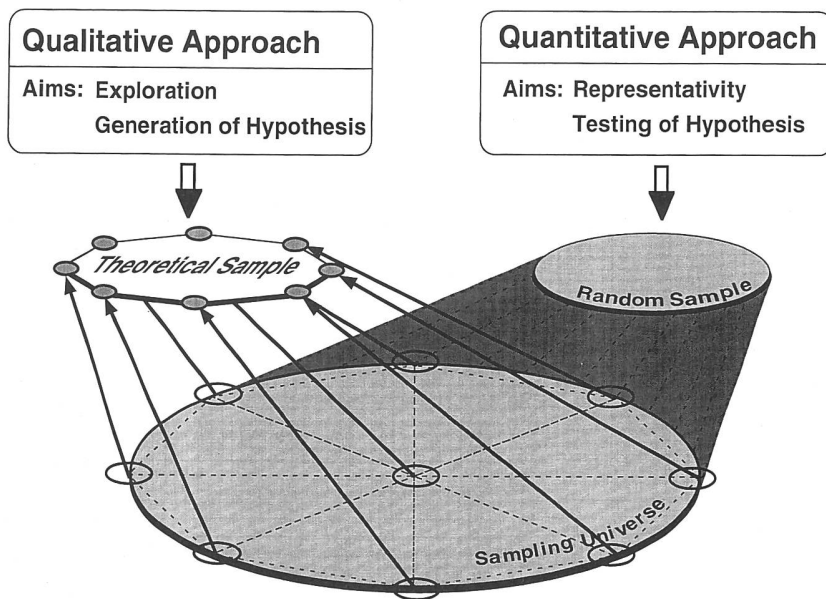 Qualitative Approach
Aims: Exploration
Generation of Hypothesis
Quantitative Approach
Aims: Representativity
Testing of Hypothesis
Theoretical Sample
Random Sample
Sampling Universe